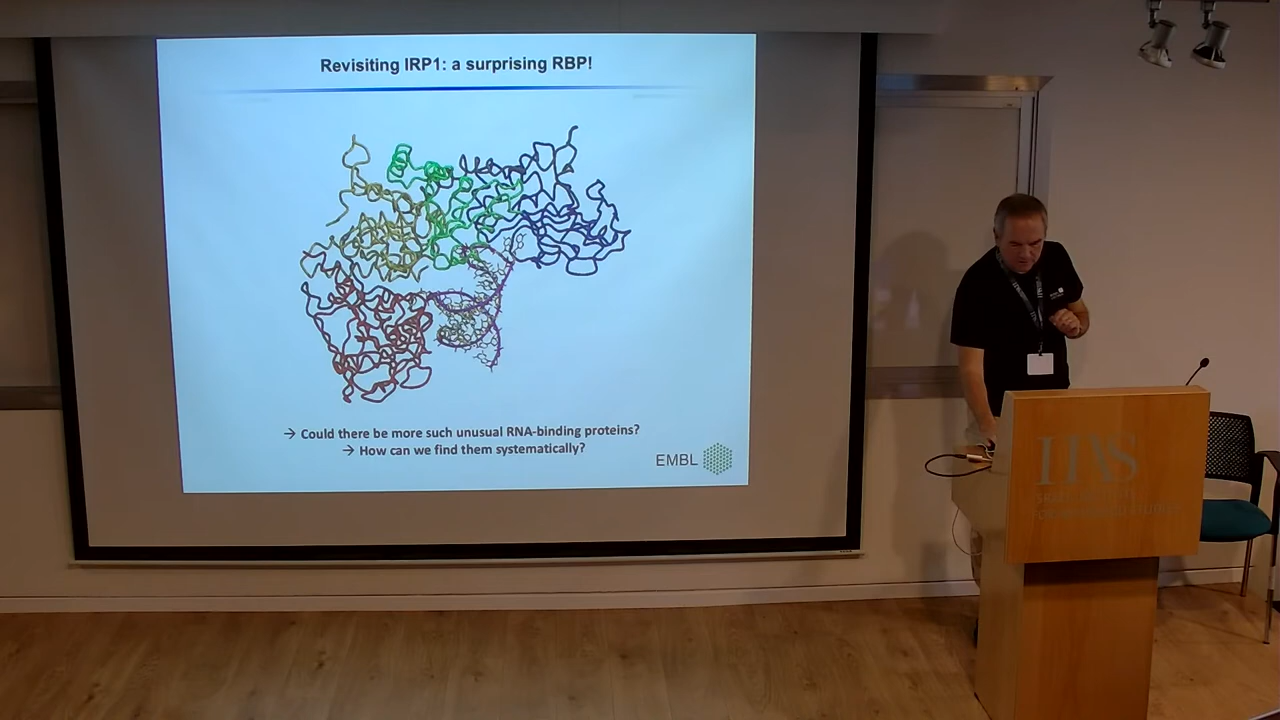 Revisiting IRP1: a surprising RBP!
→ Could there be more such unusual RNA-binding proteins?
→ How can we find them systematically?
EMBL
IIAS